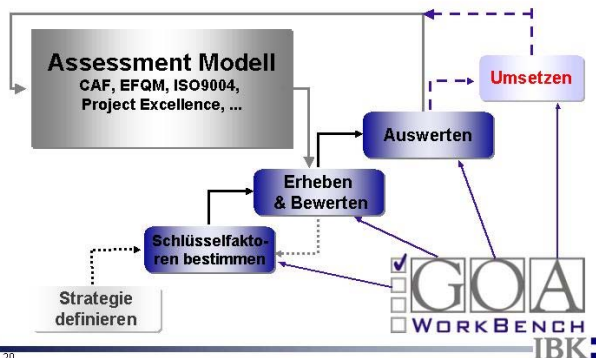 Assessment Modell
CAF, EFQM, ISO9004,
Project Excellence, ...
Umsetzen
Auswerten
Erheben
& Bewerten
Schlüsselfakto-
ren bestimmen
Strategie
definieren
GOA
WORKBENCH
IBK
20